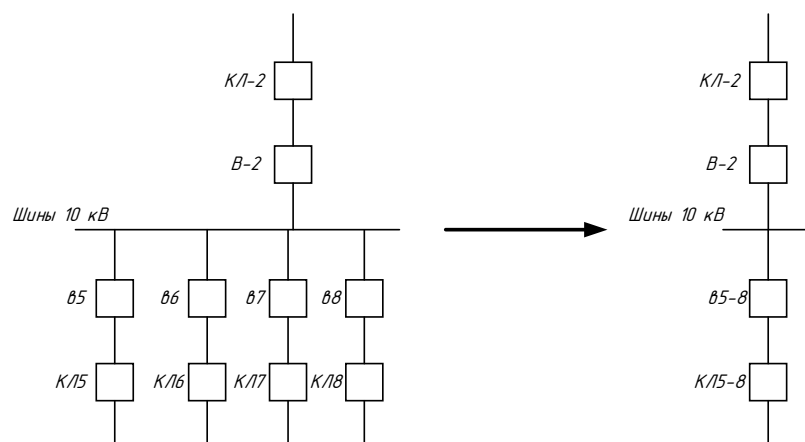 КЛ-2
КЛ-2
В-2
В-2
Шины 10 кВ
Шины 10 кВ
в5
в6
в7
в8
в5-8
КЛ5
КЛ6
КЛ7
КЛ8
КЛ5-8